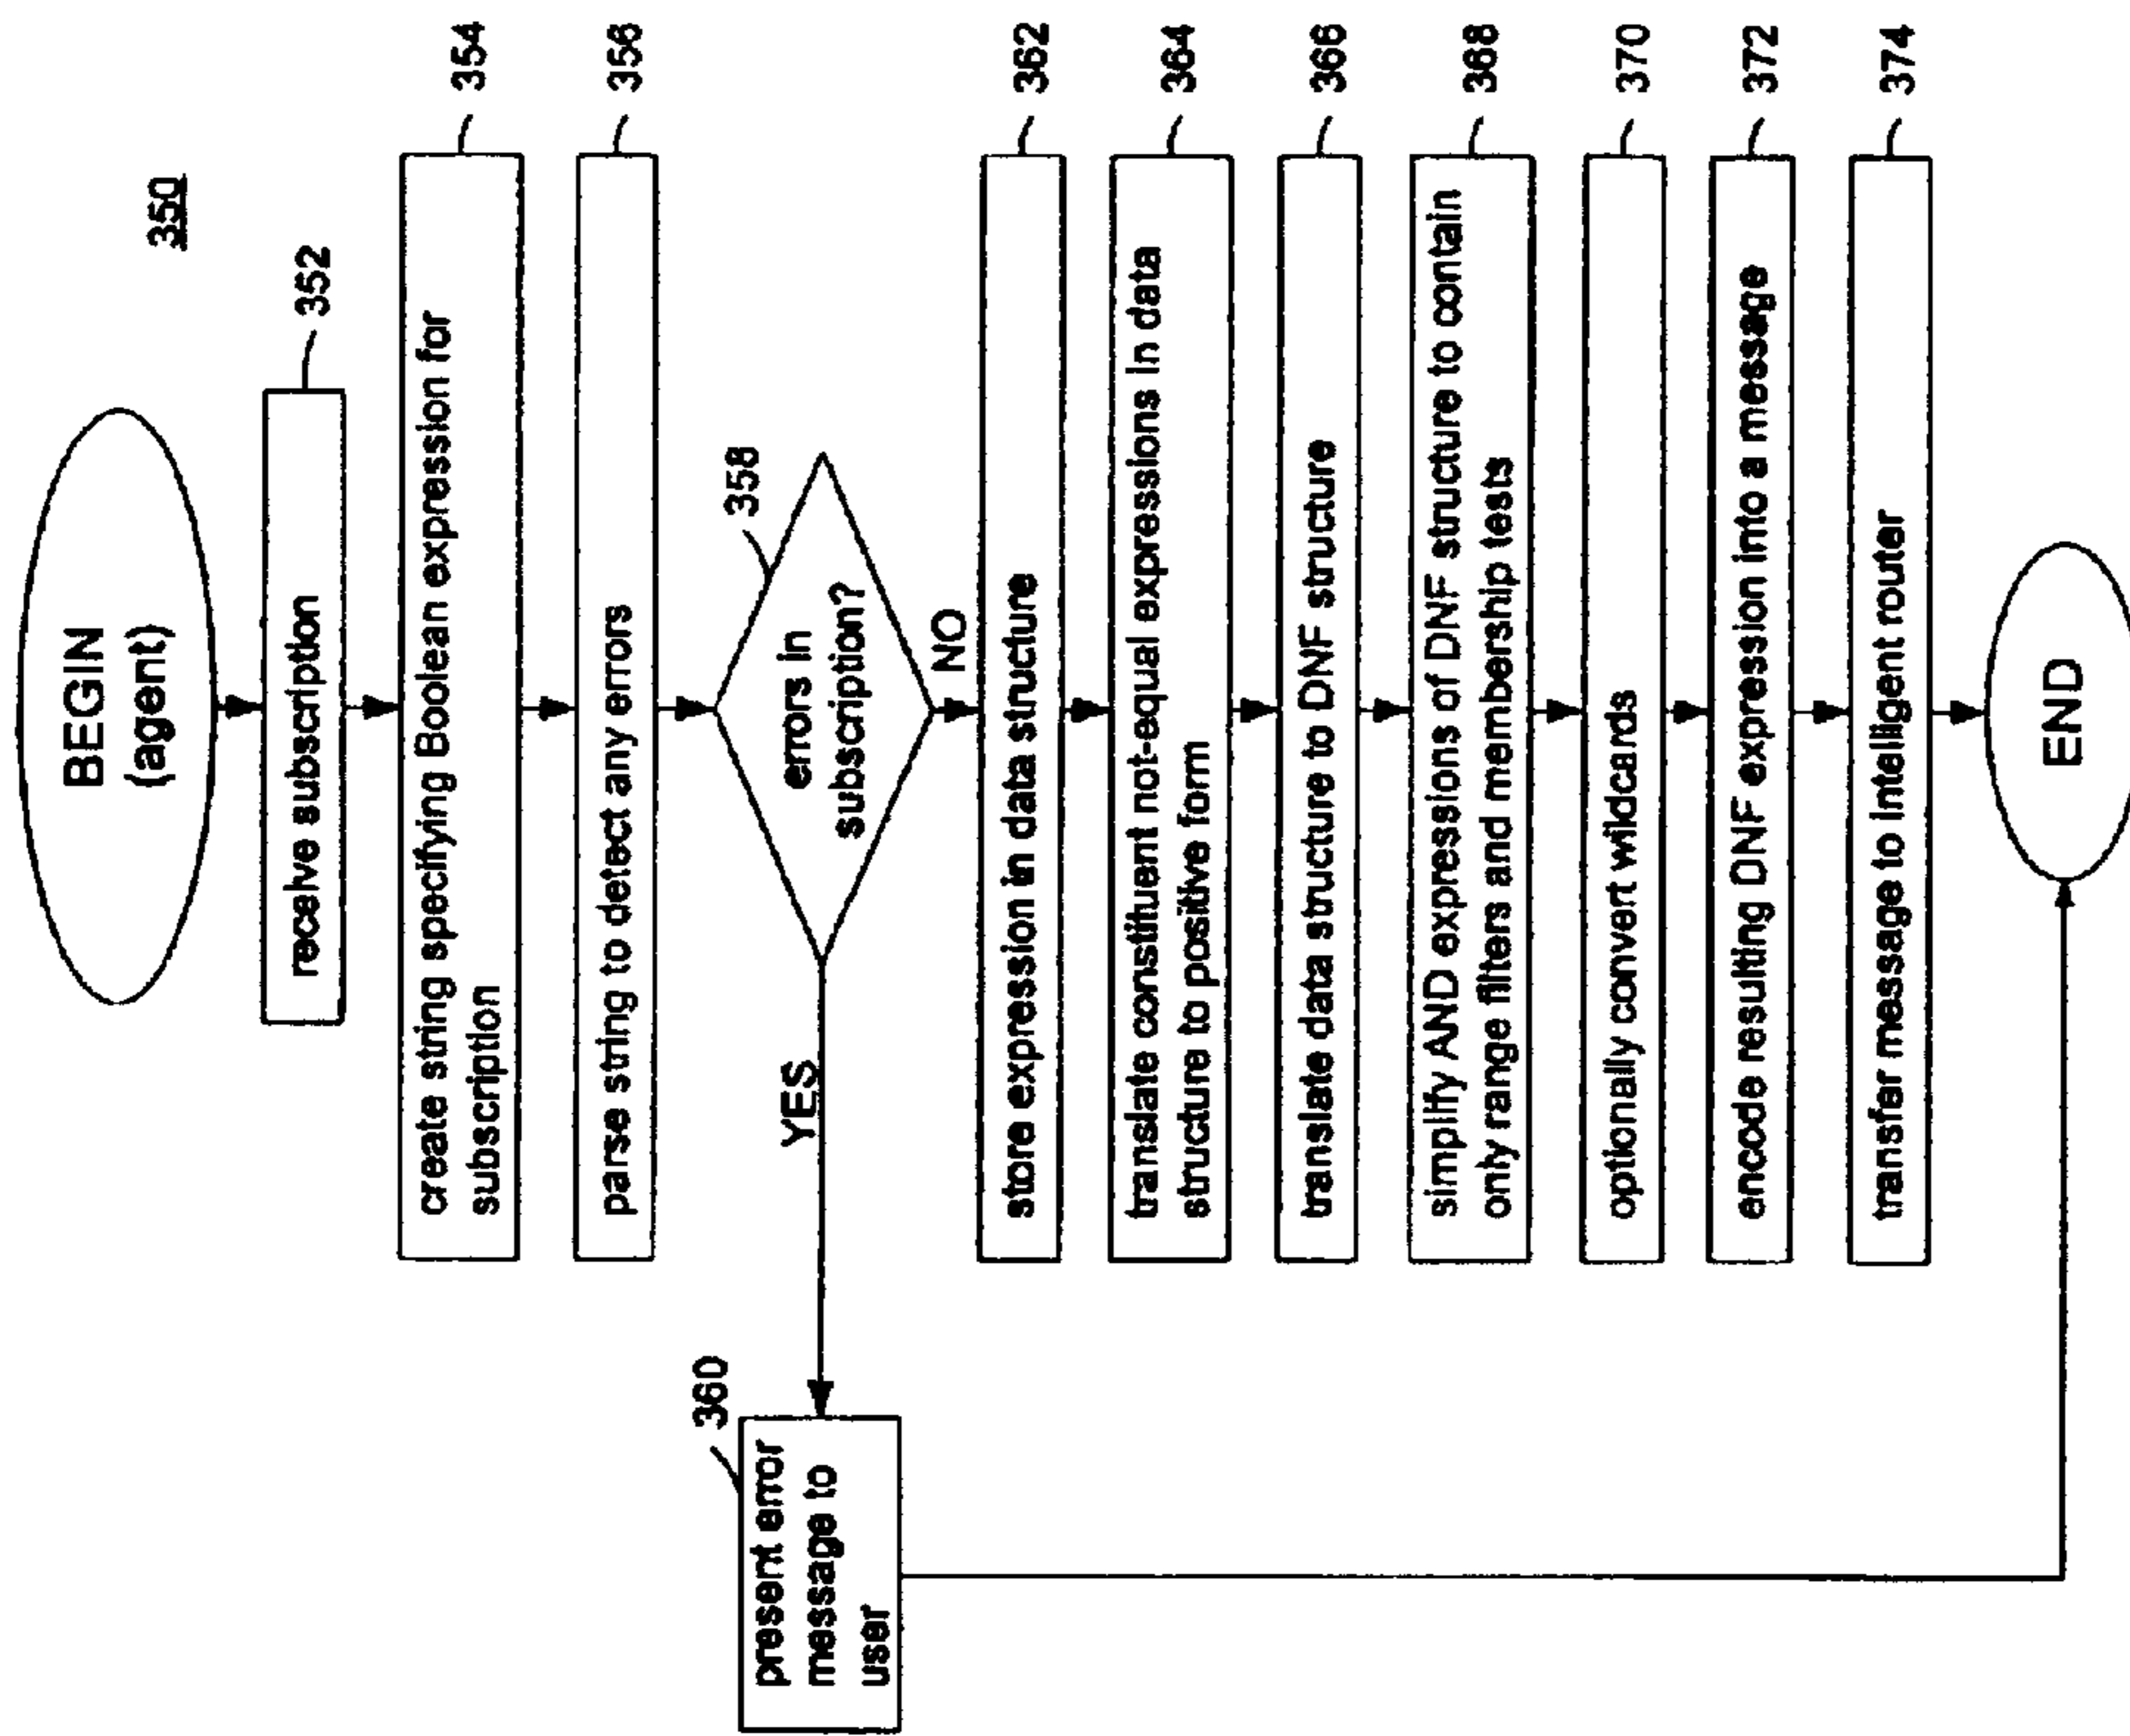 350
BEGIN
(agent)
receive subscription
352
create string specifying Boolean expression for
subscription
354
parse string to detect any errors
356
errors in
subscription?
358
YES
NO
present error
message to
user
360
store expression in data structure
362
translate constituent not-equal expressions in data
structure to positive form
364
translate data structure to DNF structure
366
simplify AND expressions of DNF structure to contain
only range filters and membership tests
368
optionally convert wildcards
370
encode resulting DNF expression into a message
372
transfer message to intelligent router
374
END